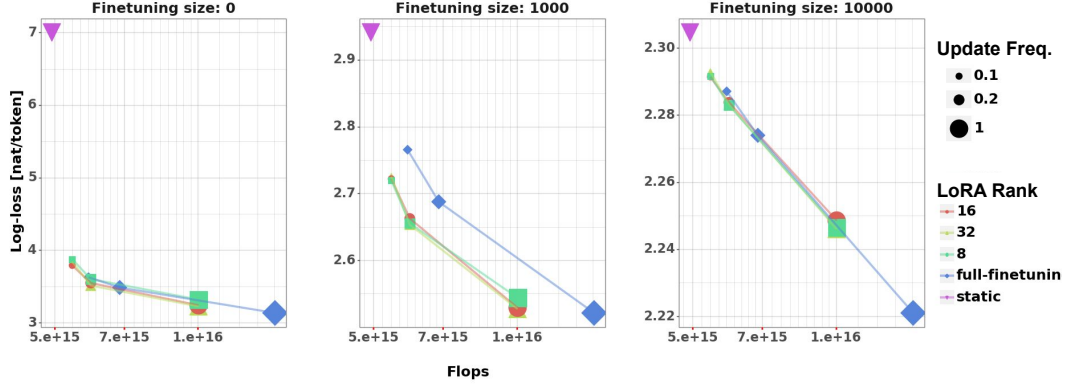 Finetuning size: 0
Finetuning size: 1000
Finetuning size: 10000
Log-loss [nat/token]
7
6
5
4
3
2.9
2.8
2.7
2.6
2.30
2.28
2.26
2.24
2.22
5.e+15 7.e+15 1.e+16
5.e+15 7.e+15 1.e+16
5.e+15 7.e+15 1.e+16
Flops
Update Freq.
0.1
0.2
1
LoRA Rank
16
32
8
full-finetunin
static